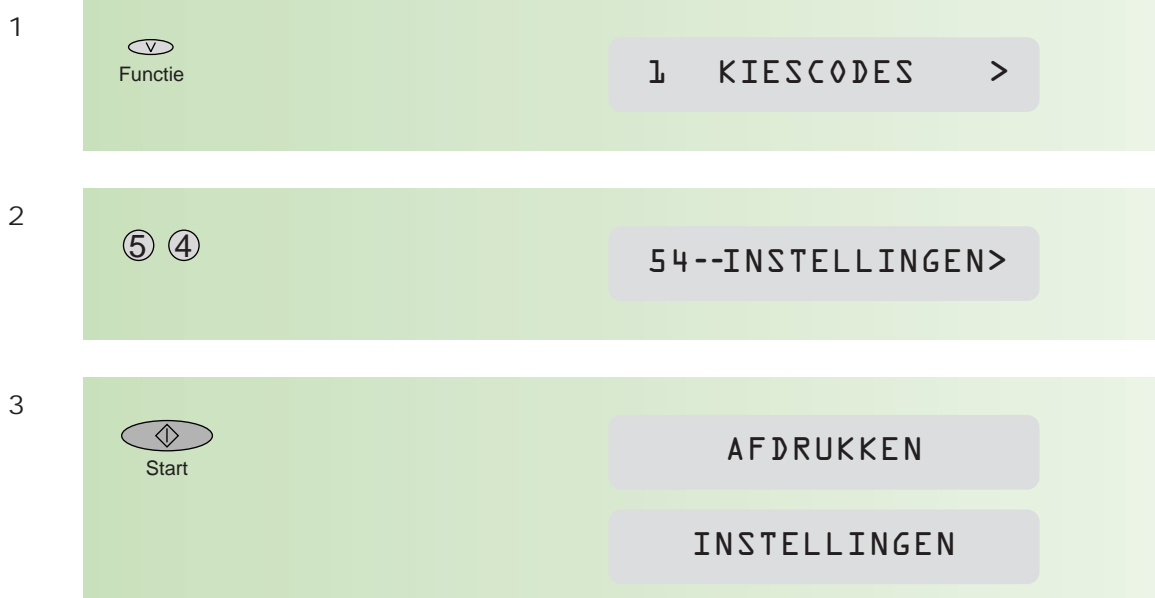 1
V
Functie
1 KIESCODES >
2
5 4
54--INSTELLINGEN>
3
Start
AFDRUKKEN
INSTELLINGEN